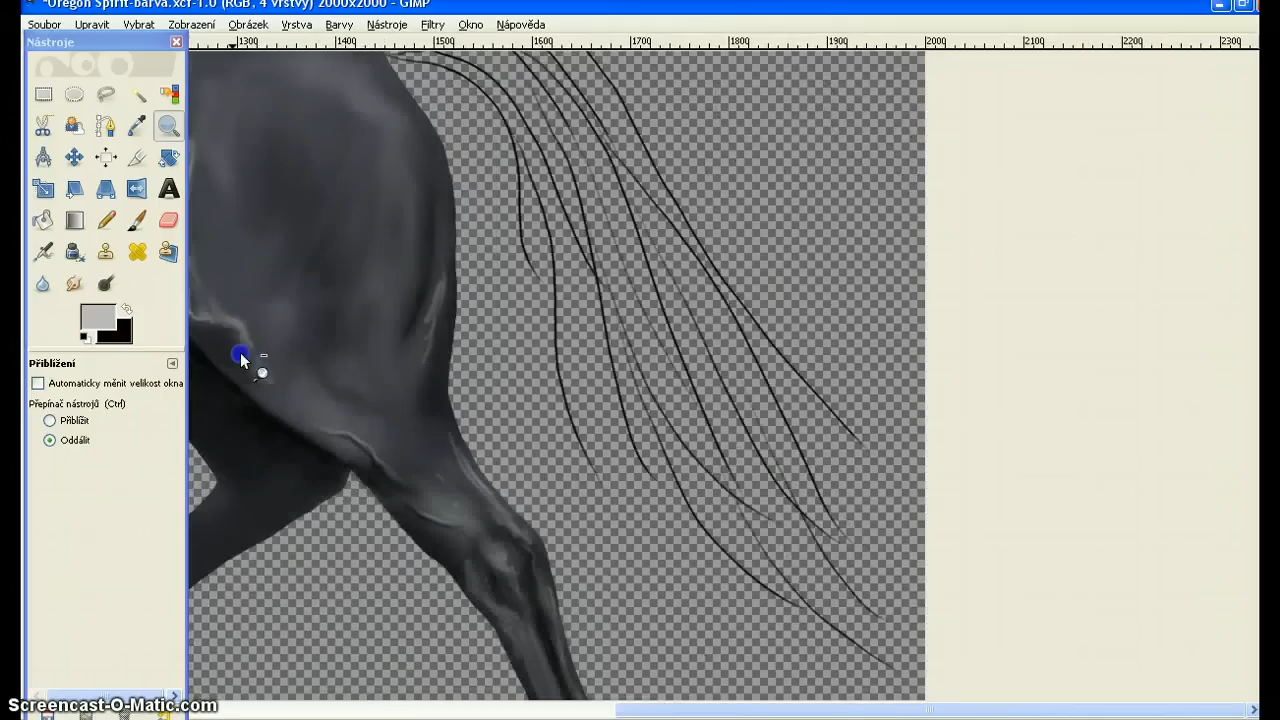 *Oregon Spirit-barva.xcf-1.0 (RGB, 4 vrstvy) 2000x2000 - GIMP
Soubor Upravit Vybrat Zobrazení Obrázek Vrstva Barvy Nástroje Filtry Okno Nápověda
Nástroje
1300 1400 1500 1600 1700 1800 1900 2000 2100 2200 2300
Přiblížení
Automaticky měnit velikost okna
Přepínač nástrojů (Ctrl)
Přiblížit
Oddálit
Screencast-O-Matic.com